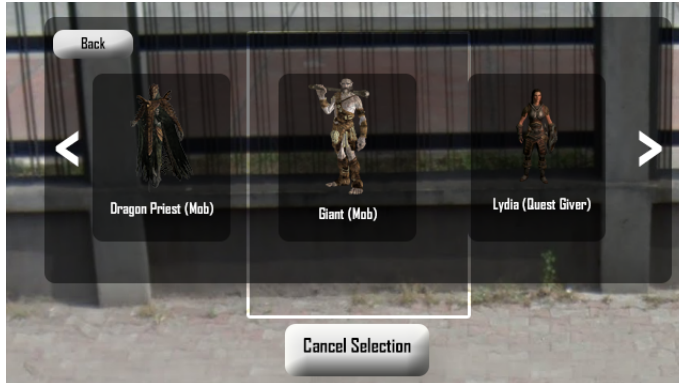 Back
<
>
Dragon Priest (Mob)
Giant (Mob)
Lydia (Quest Giver)
Cancel Selection